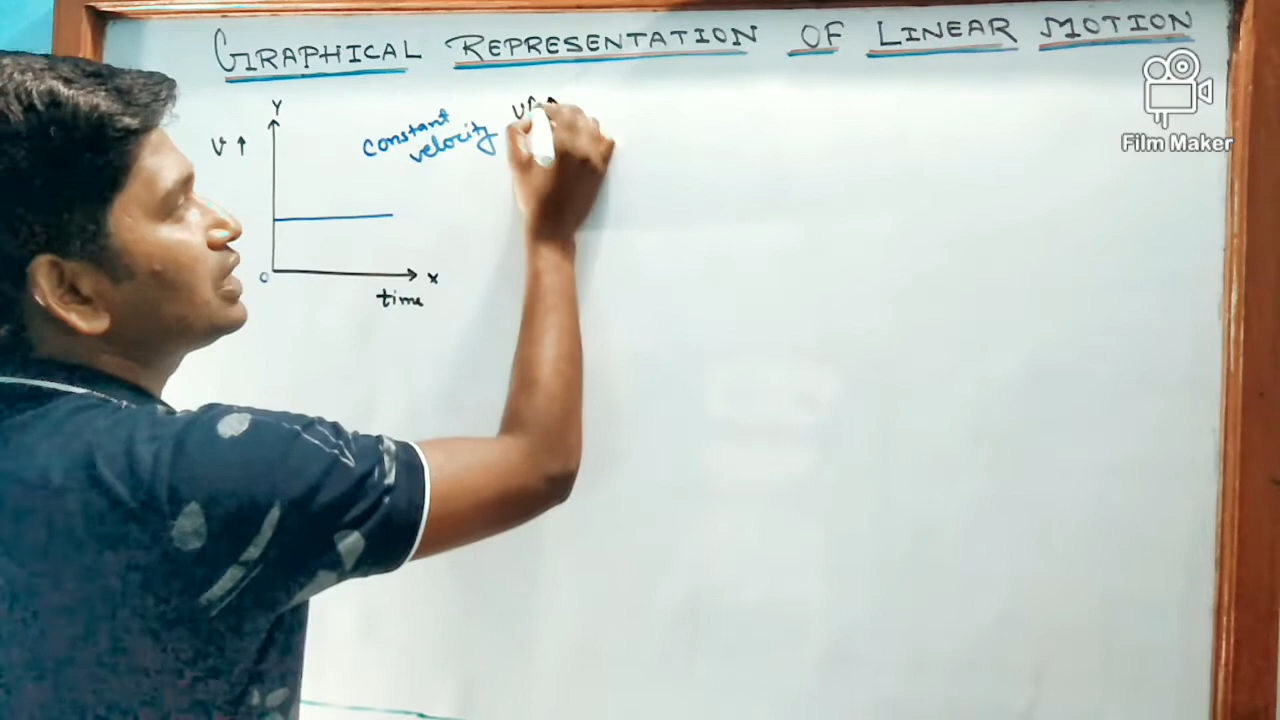 GRAPHICAL REPRESENTATION OF LINEAR MOTION
Y
V ↑
constant
velocity
V↑
O
X
time
Film Maker